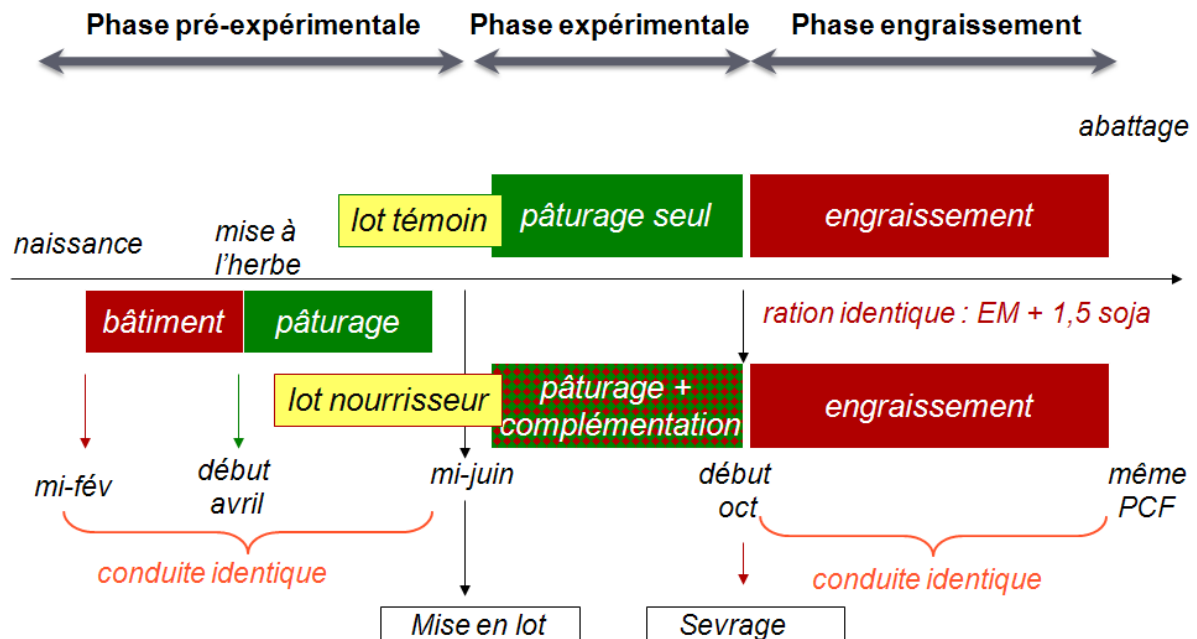 Phase pré-expérimentale
Phase expérimentale
Phase engraissement
abattage
lot témoin
pâturage seul
engraissement
naissance
mise à
l'herbe
bâtiment
pâturage
ration identique : EM + 1,5 soja
lot nourrisseur
pâturage +
complémentation
engraissement
mi-fév
début
avril
mi-juin
début
oct
même
PCF
conduite identique
conduite identique
Mise en lot
Sevrage